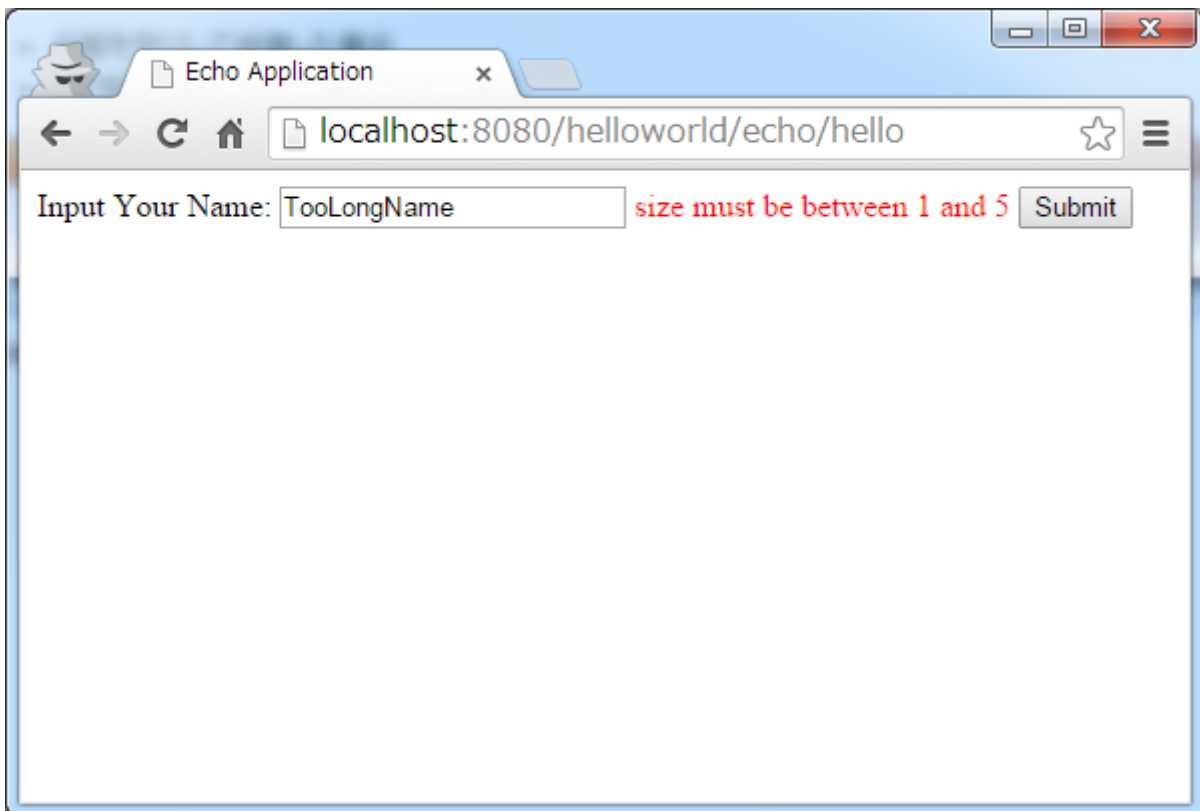 Echo Application
localhost:8080/helloworld/echo/hello
Input Your Name: TooLongName size must be between 1 and 5 Submit